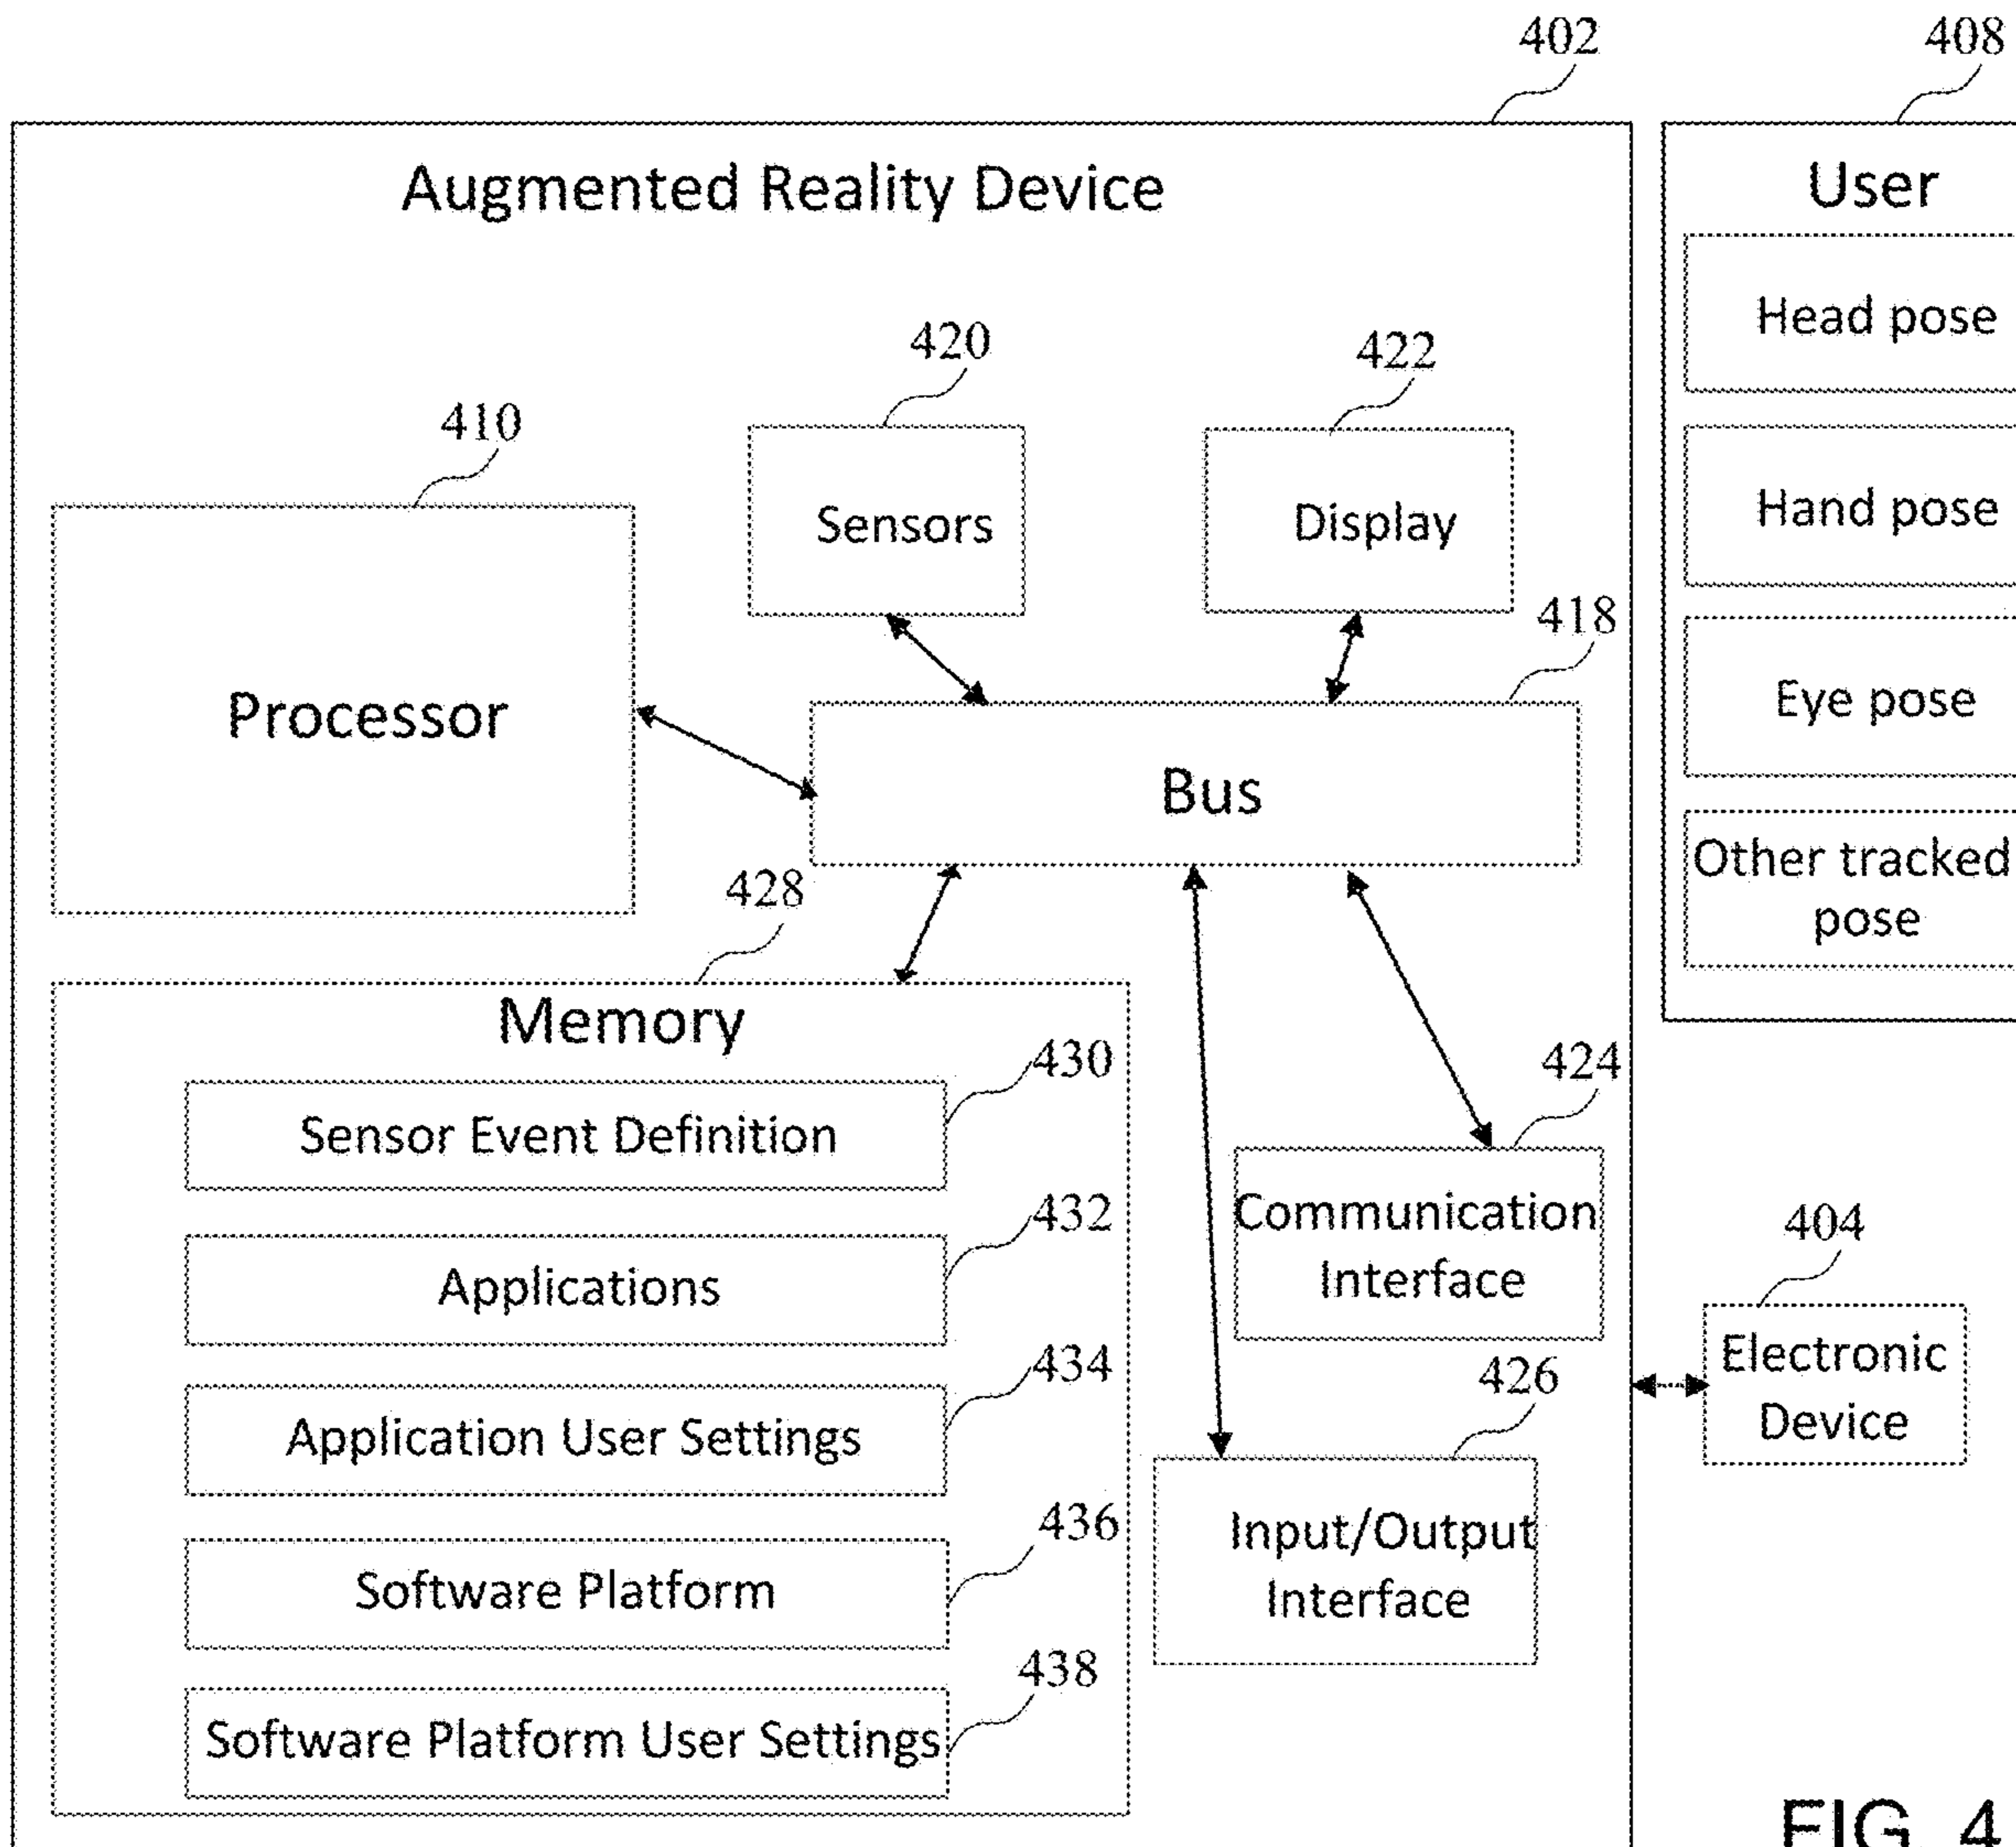 402
408
Augmented Reality Device
User
Head pose
420
422
410
Sensors
Display
Hand pose
418
Processor
Bus
Eye pose
428
Other tracked
pose
Memory
430
Sensor Event Definition
424
432
Applications
Communication
Interface
404
434
Application User Settings
Electronic
Device
426
436
Software Platform
Input/Output
Interface
438
Software Platform User Settings
FIG. 4